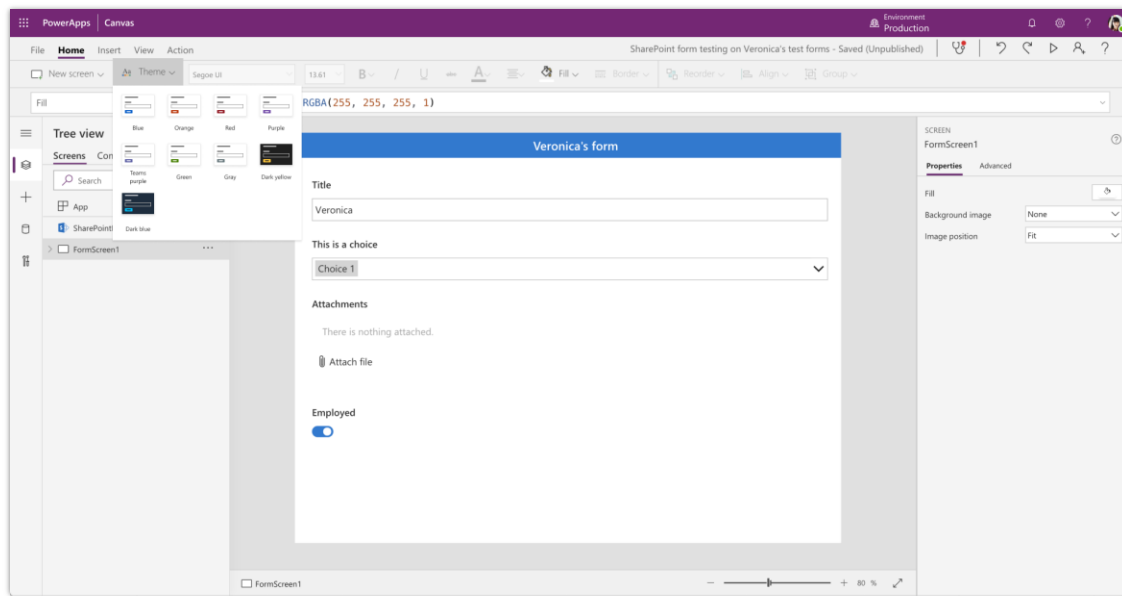 PowerApps | Canvas
Environment
Production
?
File Home Insert View Action
SharePoint form testing on Veronica's test forms - Saved (Unpublished)
?
New screen
Theme
Segoe UI
13.61
B / U abc A
Fill
Border
Reorder
Align
Group
Fill
RGBA(255, 255, 255, 1)
Blue Orange Red Purple
Teams purple Green Gray Dark yellow
Dark blue
Tree view
Screens Con
Search
App
SharePointI
FormScreen1 ...
Veronica's form
Title
Veronica
This is a choice
Choice 1
Attachments
There is nothing attached.
Attach file
Employed
SCREEN
FormScreen1
?
Properties Advanced
Fill
Background image None
Image position Fit
FormScreen1
80 %